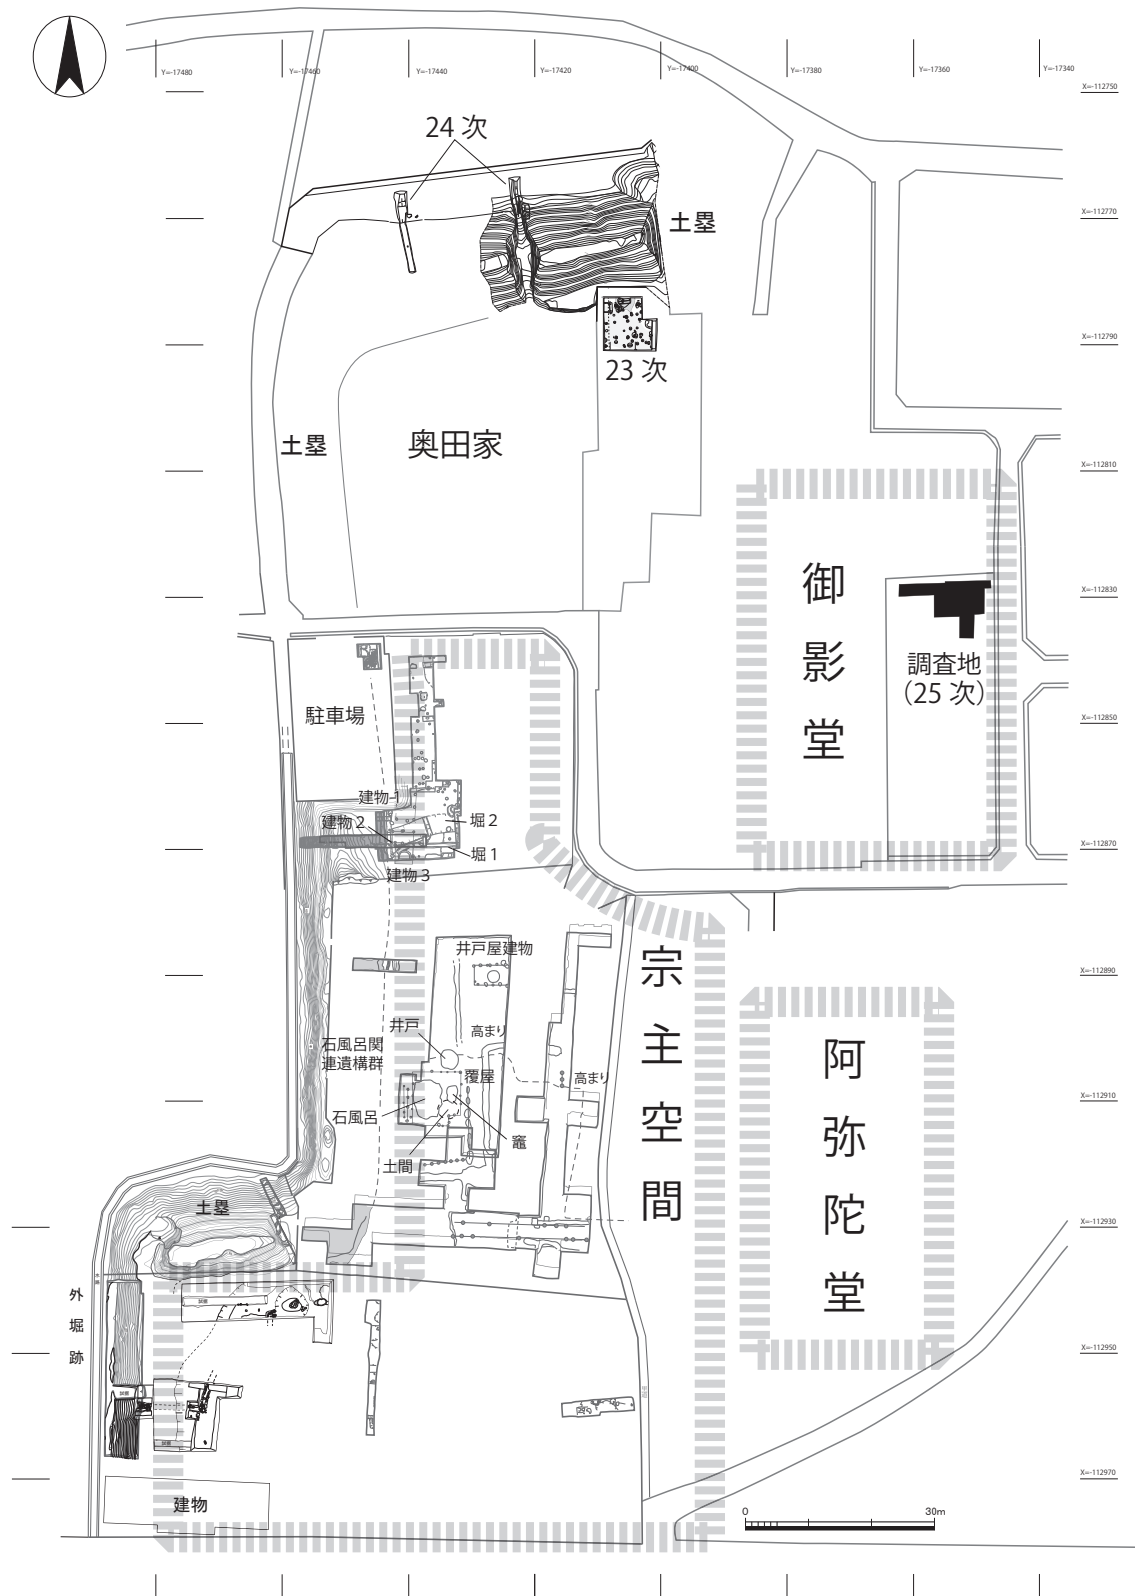 Y=-17480
Y=-17460
Y=-17440
Y=-17420
Y=-17400
Y=-17380
Y=-17360
Y=-17340
X=-112750
24 次
土塁
X=-112770
X=-112790
23 次
土塁
奥田家
X=-112810
御影堂
X=-112830
調査地
（25 次）
駐車場
X=-112850
建物 1
建物 2
堀 2
堀 1
建物 3
X=-112870
宗主空間
井戸屋建物
X=-112890
井戸
高まり
石風呂関
連遺構群
覆屋
高まり
阿弥陀堂
石風呂
X=-112910
竈
土間
土塁
X=-112930
外堀跡
X=-112950
X=-112970
建物
0
30m